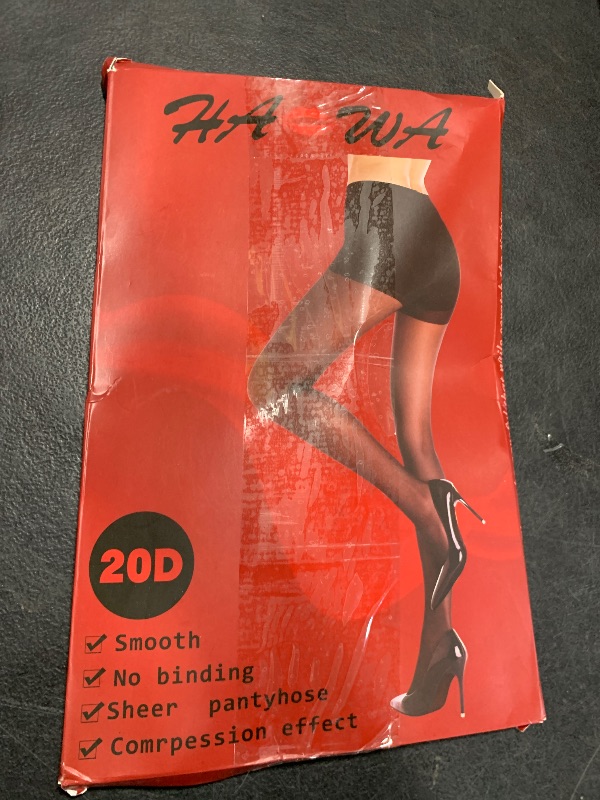 HA WA
20D
Smooth
No binding
Sheer pantyhose
Comrpession effect